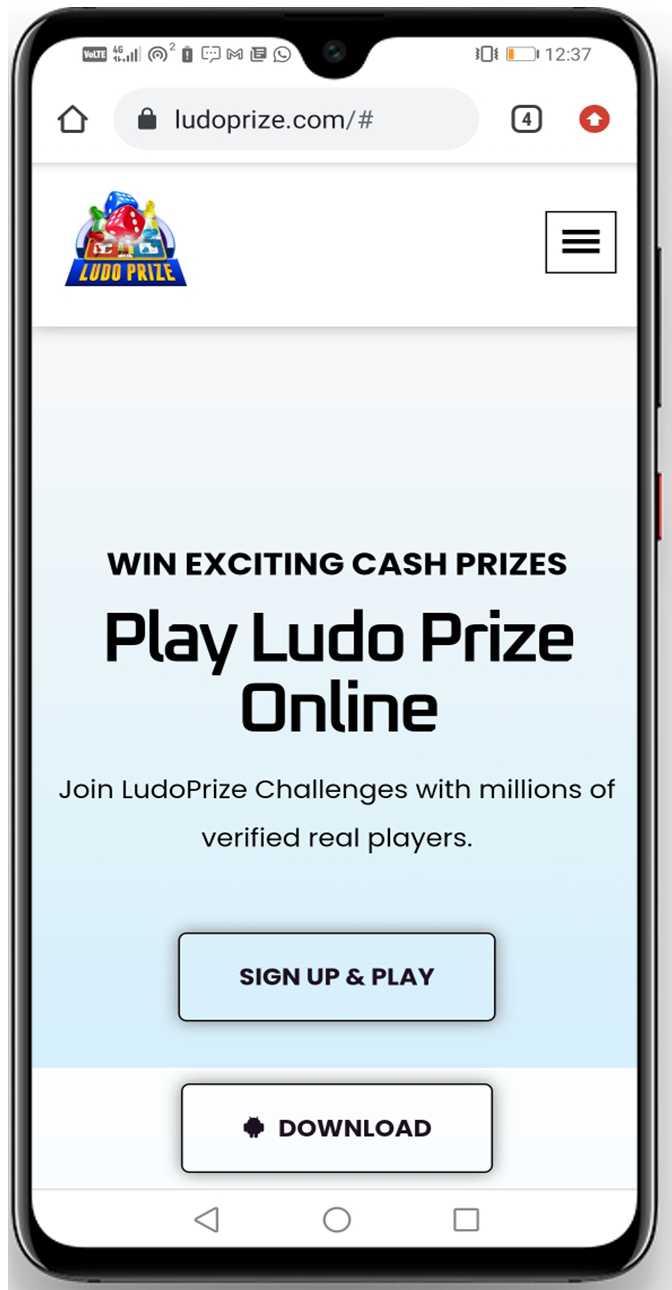 VoLTE 4G 2 12:37
ludoprize.com/# 4
LUDO PRIZE
WIN EXCITING CASH PRIZES
Play Ludo Prize
Online
Join LudoPrize Challenges with millions of
verified real players.
SIGN UP & PLAY
DOWNLOAD